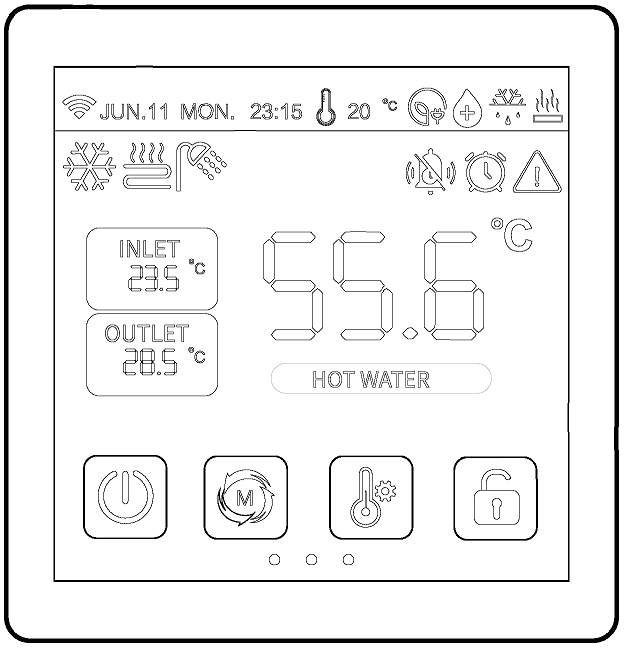 JUN.11 MON. 23:15 20 °C
INLET
23.5 °C
OUTLET
28.5 °C
55.6 °C
HOT WATER
M